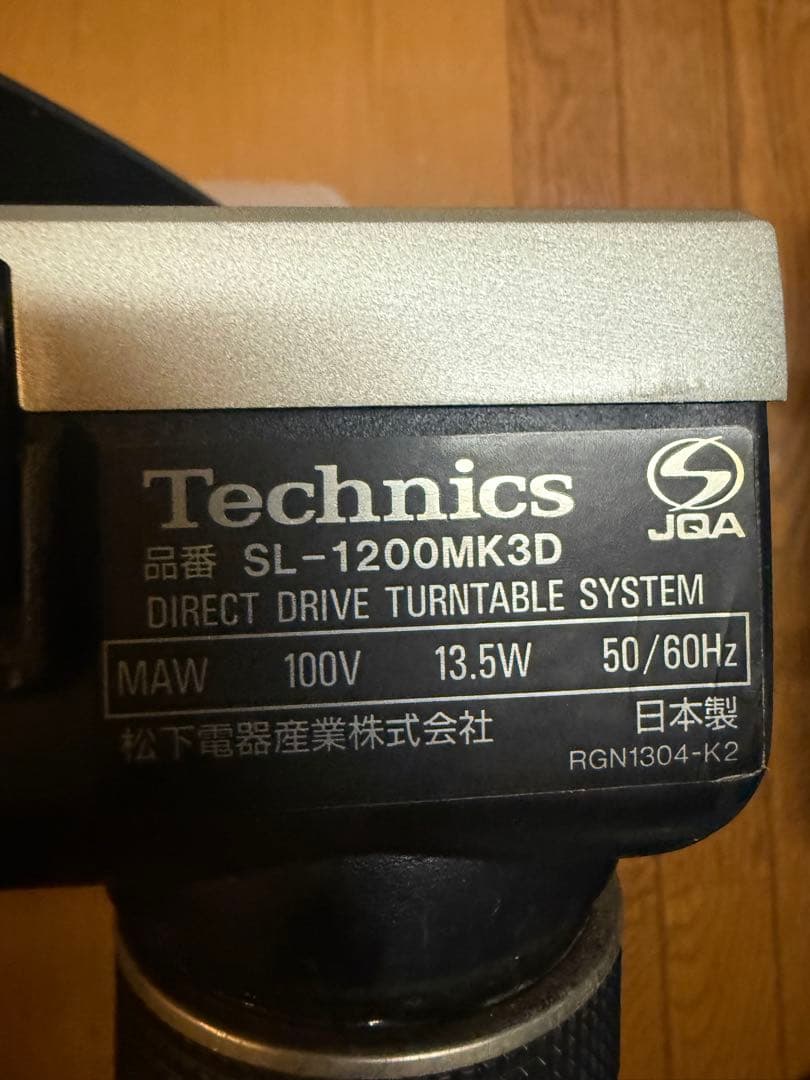 Technics
JQA
品番 SL-1200MK3D
DIRECT DRIVE TURNTABLE SYSTEM
MAW 100V 13.5W 50/60Hz
松下電器産業株式会社 日本製
RGN1304-K2